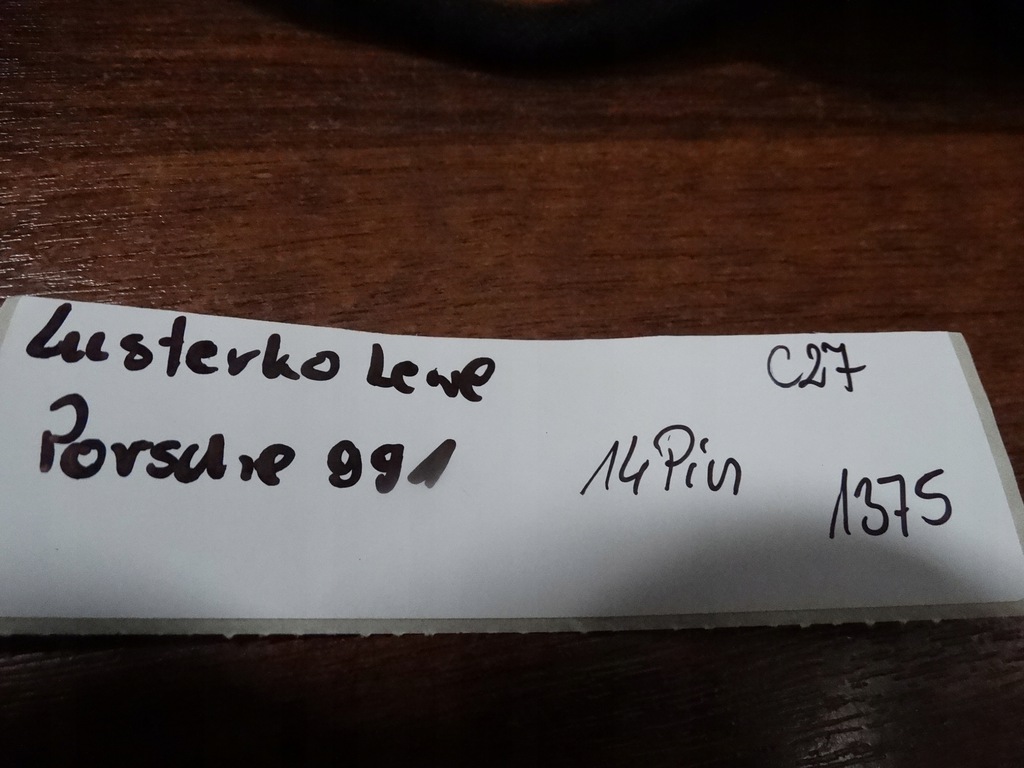 Lusterko Lewe
C27
Porsche 991
14Pin
1375